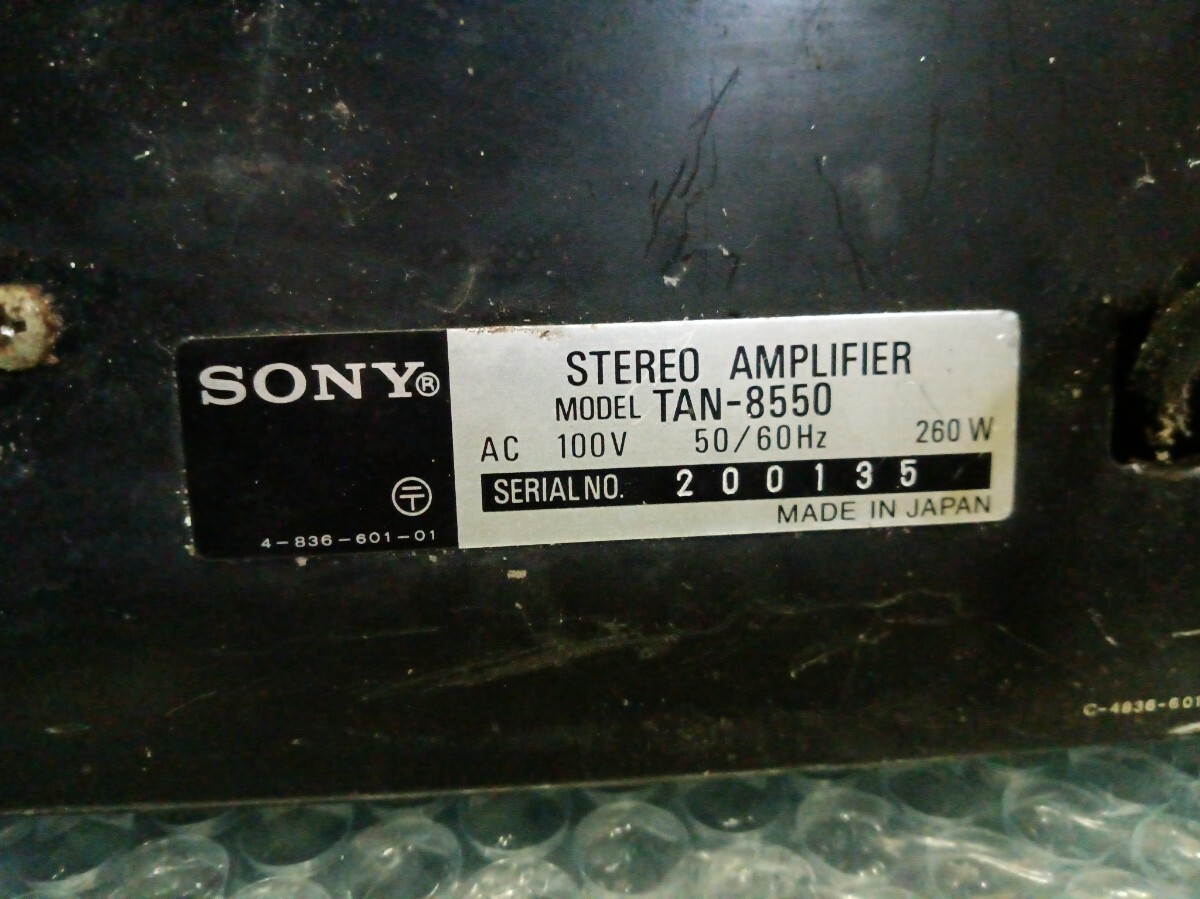 SONY®
〒
4-836-601-01
STEREO AMPLIFIER
MODEL TAN-8550
AC 100V 50/60Hz 260W
SERIAL NO. 200135
MADE IN JAPAN
C-4836-601